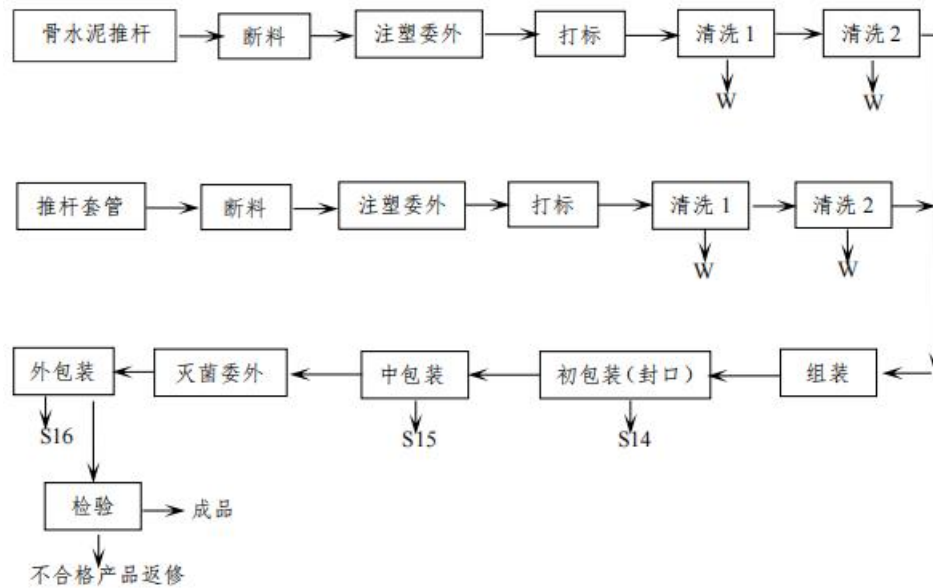 骨水泥推杆
断料
注塑委外
打标
清洗1
清洗2
W
W
推杆套管
断料
注塑委外
打标
清洗1
清洗2
W
W
外包装
灭菌委外
中包装
初包装(封口)
组装
S16
S15
S14
检验
成品
不合格产品返修